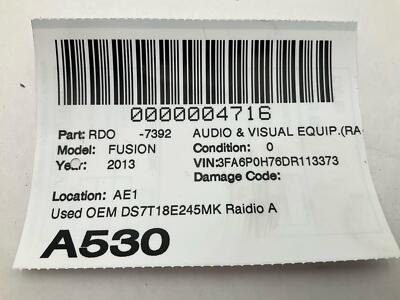 0000004716
Part: RDO -7392 AUDIO & VISUAL EQUIP.(RA
Model: FUSION Condition: 0
Year: 2013 VIN:3FA6P0H76DR113373
Damage Code:
Location: AE1
Used OEM DS7T18E245MK Raidio A
A530